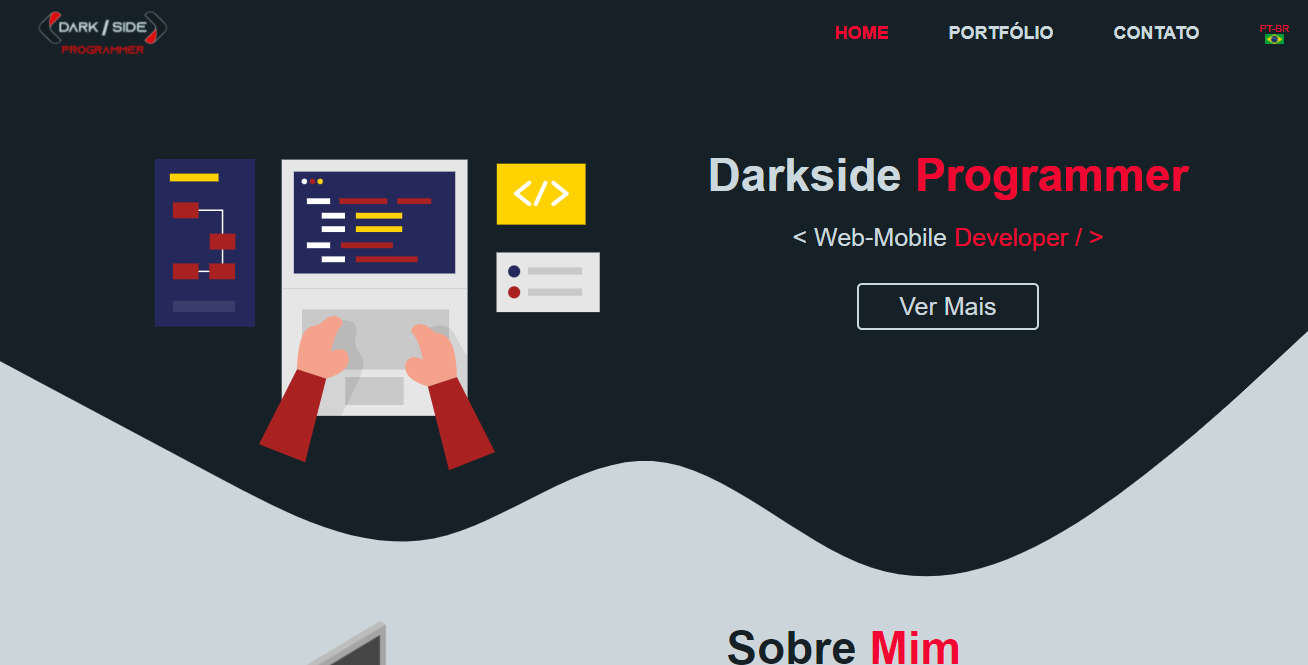 DARK / SIDE
PROGRAMMER
HOME
PORTFÓLIO
CONTATO
PT-BR
</>
Darkside Programmer
< Web-Mobile Developer / >
Ver Mais
Sobre Mim